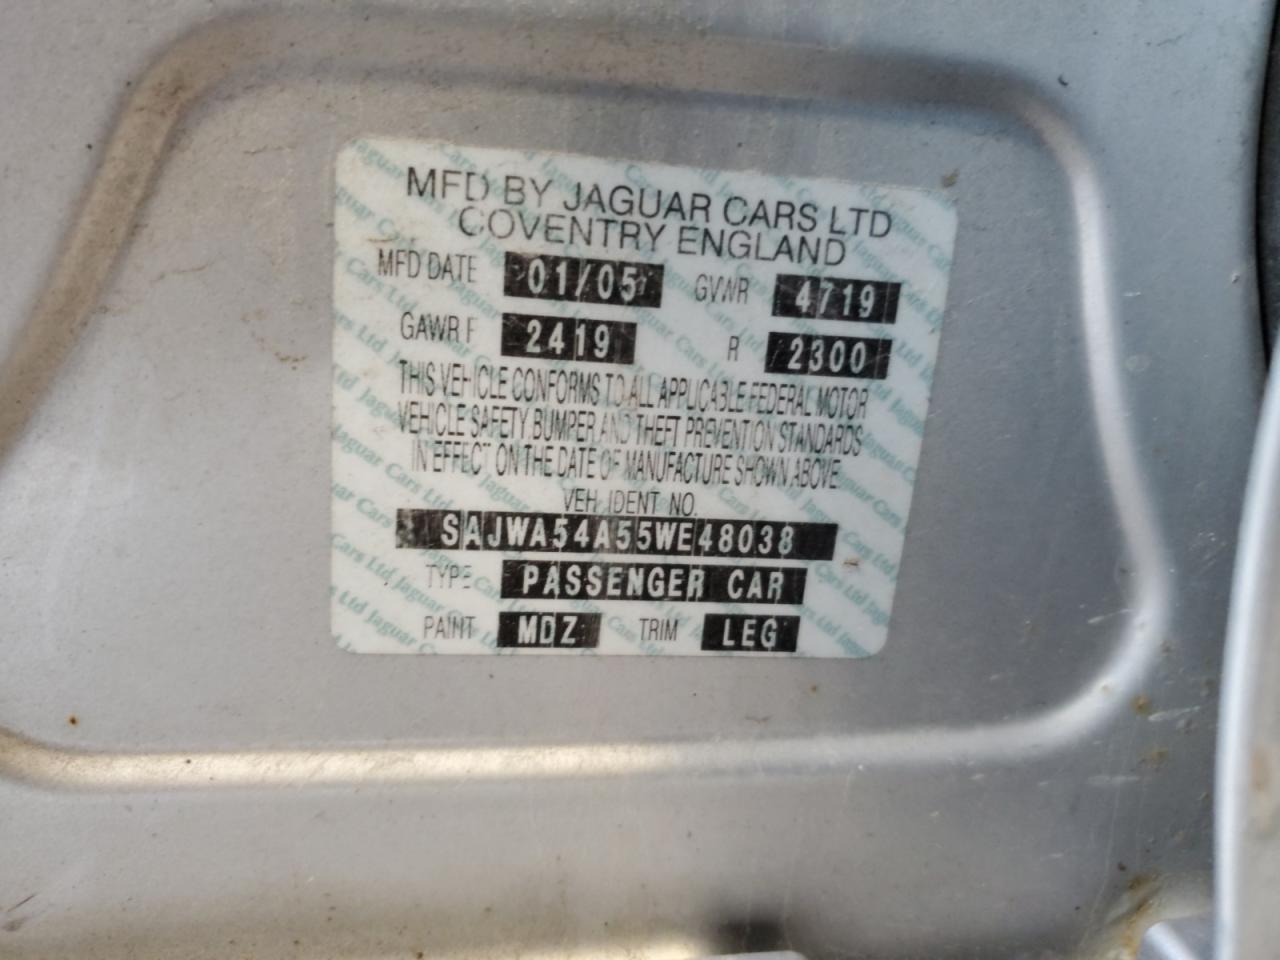 MFD BY JAGUAR CARS LTD
COVENTRY ENGLAND
MFD DATE 01/05 GVWR 4719
GAWR F 2419 R 2300
THIS VEHICLE CONFORMS TO ALL APPLICABLE FEDERAL MOTOR
VEHICLE SAFETY, BUMPER, AND THEFT PREVENTION STANDARDS
IN EFFECT ON THE DATE OF MANUFACTURE SHOWN ABOVE
VEH. IDENT NO.
SAJWA54A55WE48038
TYPE PASSENGER CAR
PAINT MDZ TRIM LEG